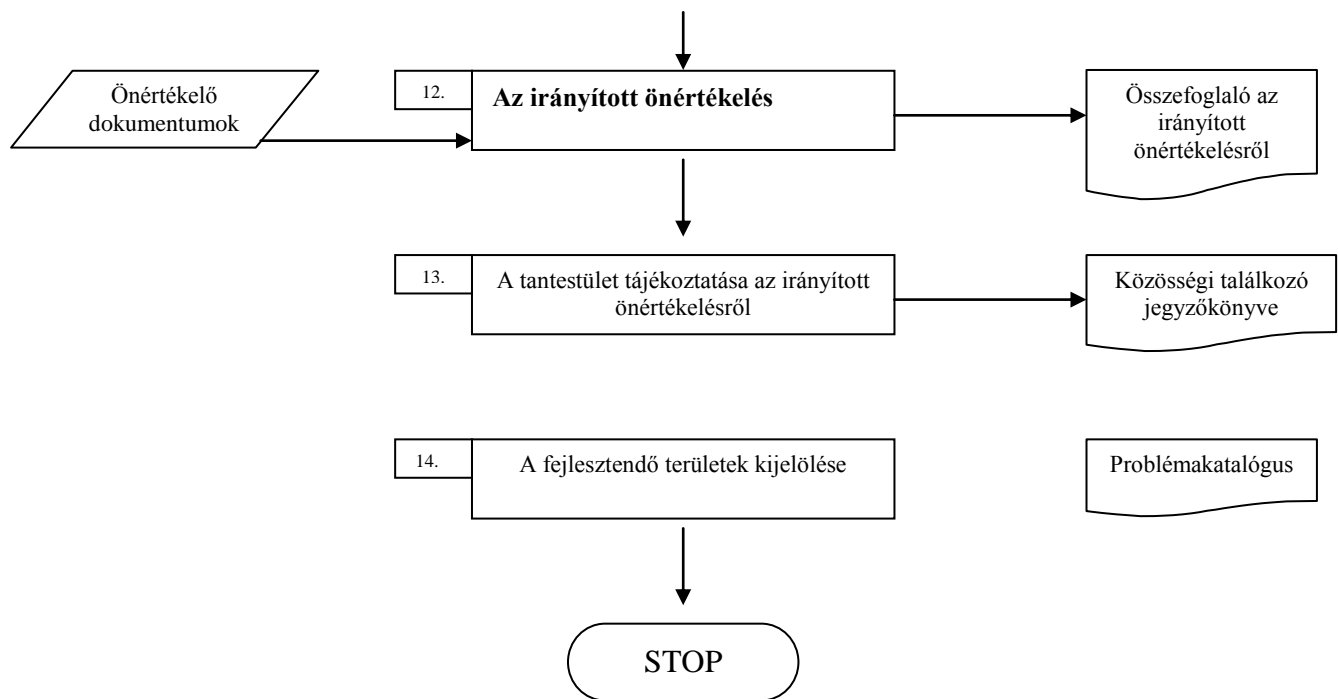 Önértékelő
dokumentumok
12.
Az irányított önértékelés
Összefoglaló az
irányított
önértékelésről
13.
A tantestület tájékoztatása az irányított
önértékelésről
Közösségi találkozó
jegyzőkönyve
14.
A fejlesztendő területek kijelölése
Problémakatalógus
STOP